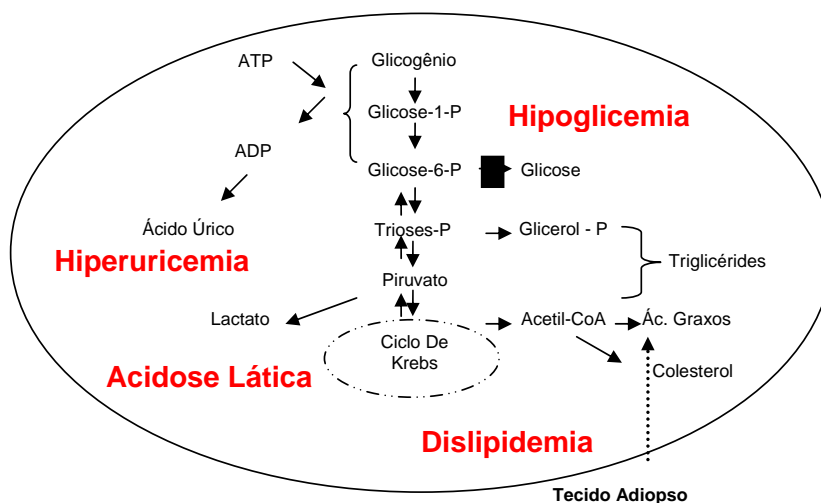 ATP
Glicogênio
Glicose-1-P
Hipoglicemia
ADP
Glicose-6-P
Glicose
Ácido Úrico
Trioses-P
Glicerol - P
Hiperuricemia
Triglicérides
Piruvato
Lactato
Acetil-CoA
Ác. Graxos
Ciclo De
Krebs
Colesterol
Acidose Lática
Dislipidemia
Tecido Adiopso